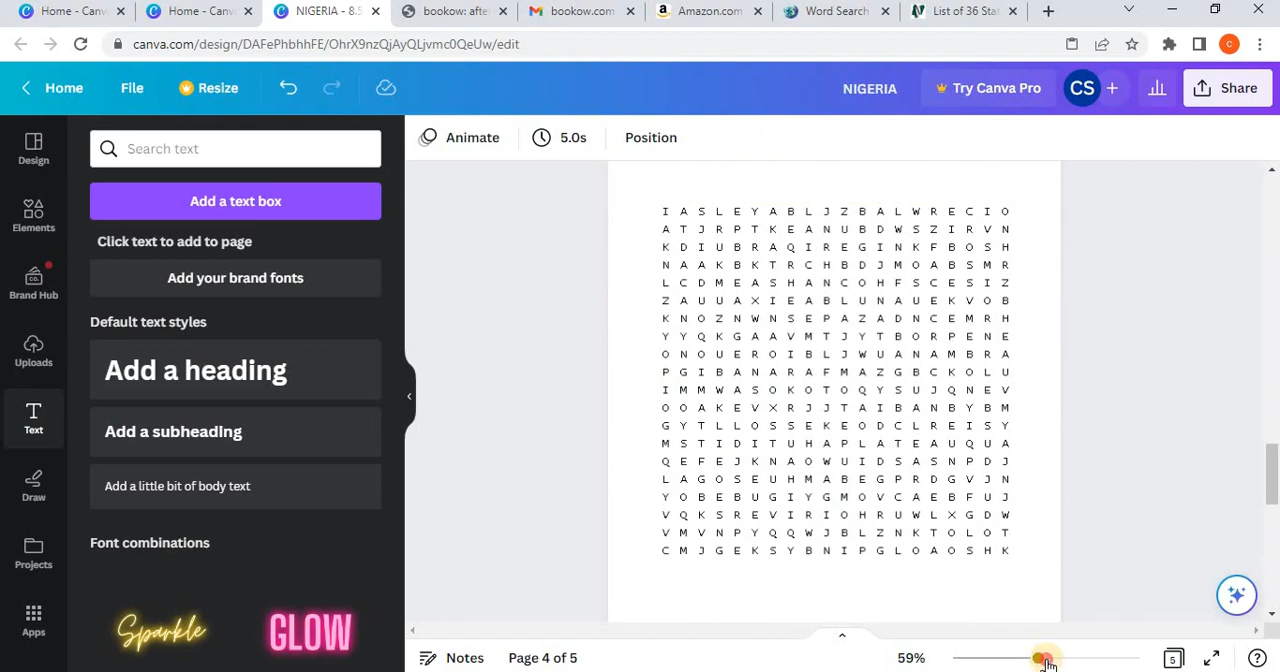 Home - Canv
Home - Canv
NIGERIA - 8.5
bookow: afte
bookow.com
Amazon.com
Word Search
List of 36 Stat
canva.com/design/DAFePhbhhFE/OhrX9nzQjAyQLjvmc0QeUw/edit
C
Home
File
Resize
NIGERIA
Try Canva Pro
CS
Share
Design
Elements
Brand Hub
Uploads
Text
Draw
Projects
Apps
Search text
Add a text box
Click text to add to page
Add your brand fonts
Default text styles
Add a heading
Add a subheading
Add a little bit of body text
Font combinations
Sparkle
GLOW
Animate
5.0s
Position
I A S L E Y A B L J Z B A L W R E C I O
A T J R P T K E A N U B D W S Z I R V N
K D I U B R A Q I R E G I N K F B O S H
N A A K B K T R C H B D J M O A B S M R
L C D M E A S H A N C O H F S C E S I Z
Z A U U A X I E A B L U N A U E K V O B
K N O Z N W N S E P A Z A D N C E M R H
Y Y Q K G A A V M T J Y T B O R P E N E
O N O U E R O I B L J W U A N A M B R A
P G I B A N A R A F M A Z G B C K O L U
I M M W A S O K O T O Q Y S U J Q N E V
O O A K E V X R J J T A I B A N B Y B M
G Y T L L O S S E K E O D C L R E I S Y
M S T I D I T U H A P L A T E A U Q U A
Q E F E J K N A O W U I D S A S N P D J
L A G O S E U H M A B E G P R D G V J N
Y O B E B U G I Y G M O V C A E B F U J
V Q K S R E V I R I O H R U W L X G D W
V M V N P Y Q Q W J B L Z N K T O L O T
C M J G E K S Y B N I P G L O A O S H K
Notes
Page 4 of 5
59%
5